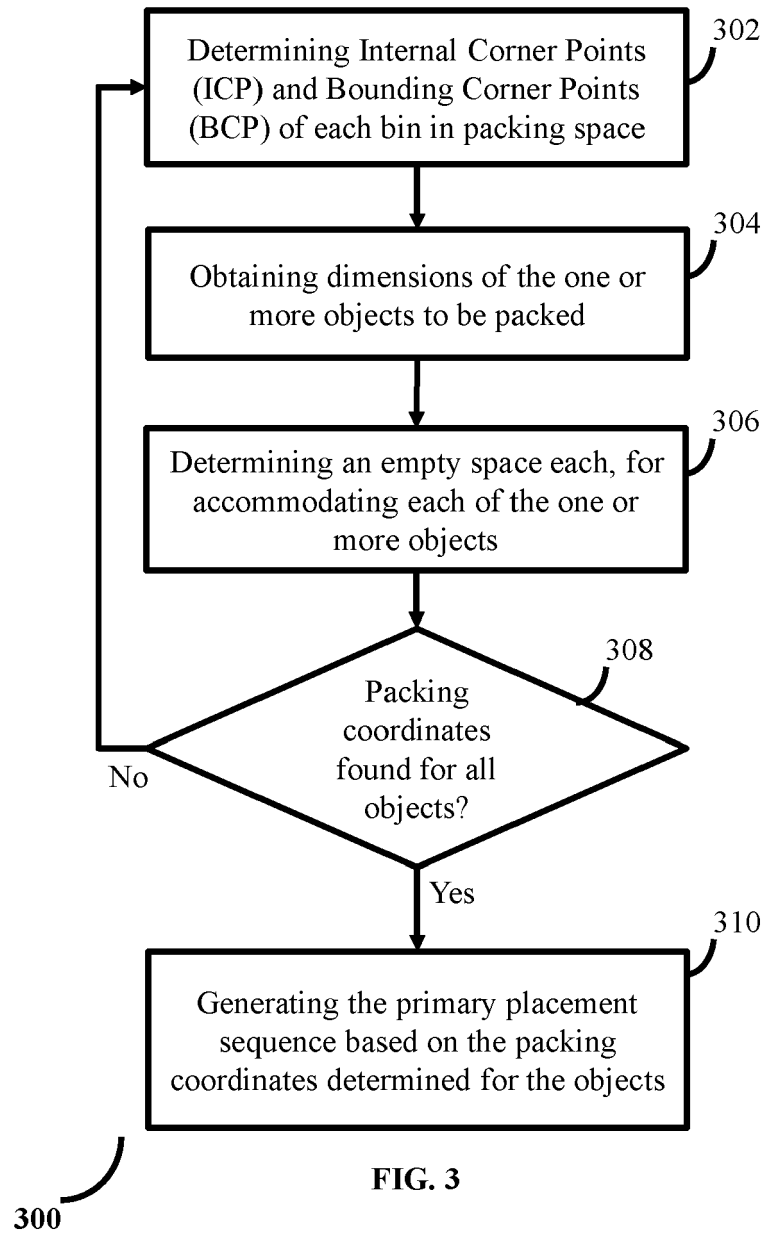 302
Determining Internal Corner Points
(ICP) and Bounding Corner Points
(BCP) of each bin in packing space
304
Obtaining dimensions of the one or
more objects to be packed
306
Determining an empty space each, for
accommodating each of the one or
more objects
308
Packing
coordinates
found for all
objects?
No
Yes
310
Generating the primary placement
sequence based on the packing
coordinates determined for the objects
FIG. 3
300